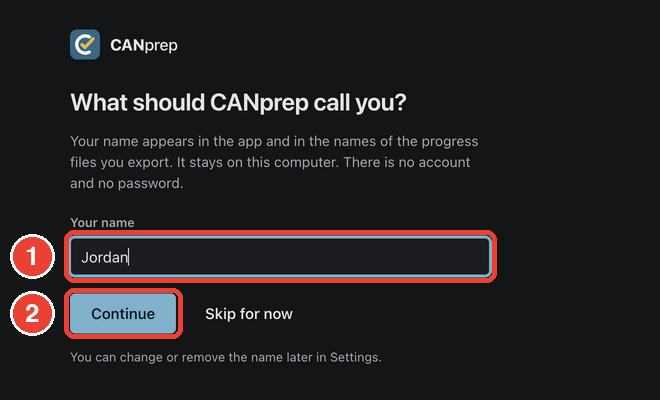 CANprep
What should CANprep call you?
Your name appears in the app and in the names of the progress
files you export. It stays on this computer. There is no account
and no password.
Your name
1
Jordan
2
Continue
Skip for now
You can change or remove the name later in Settings.